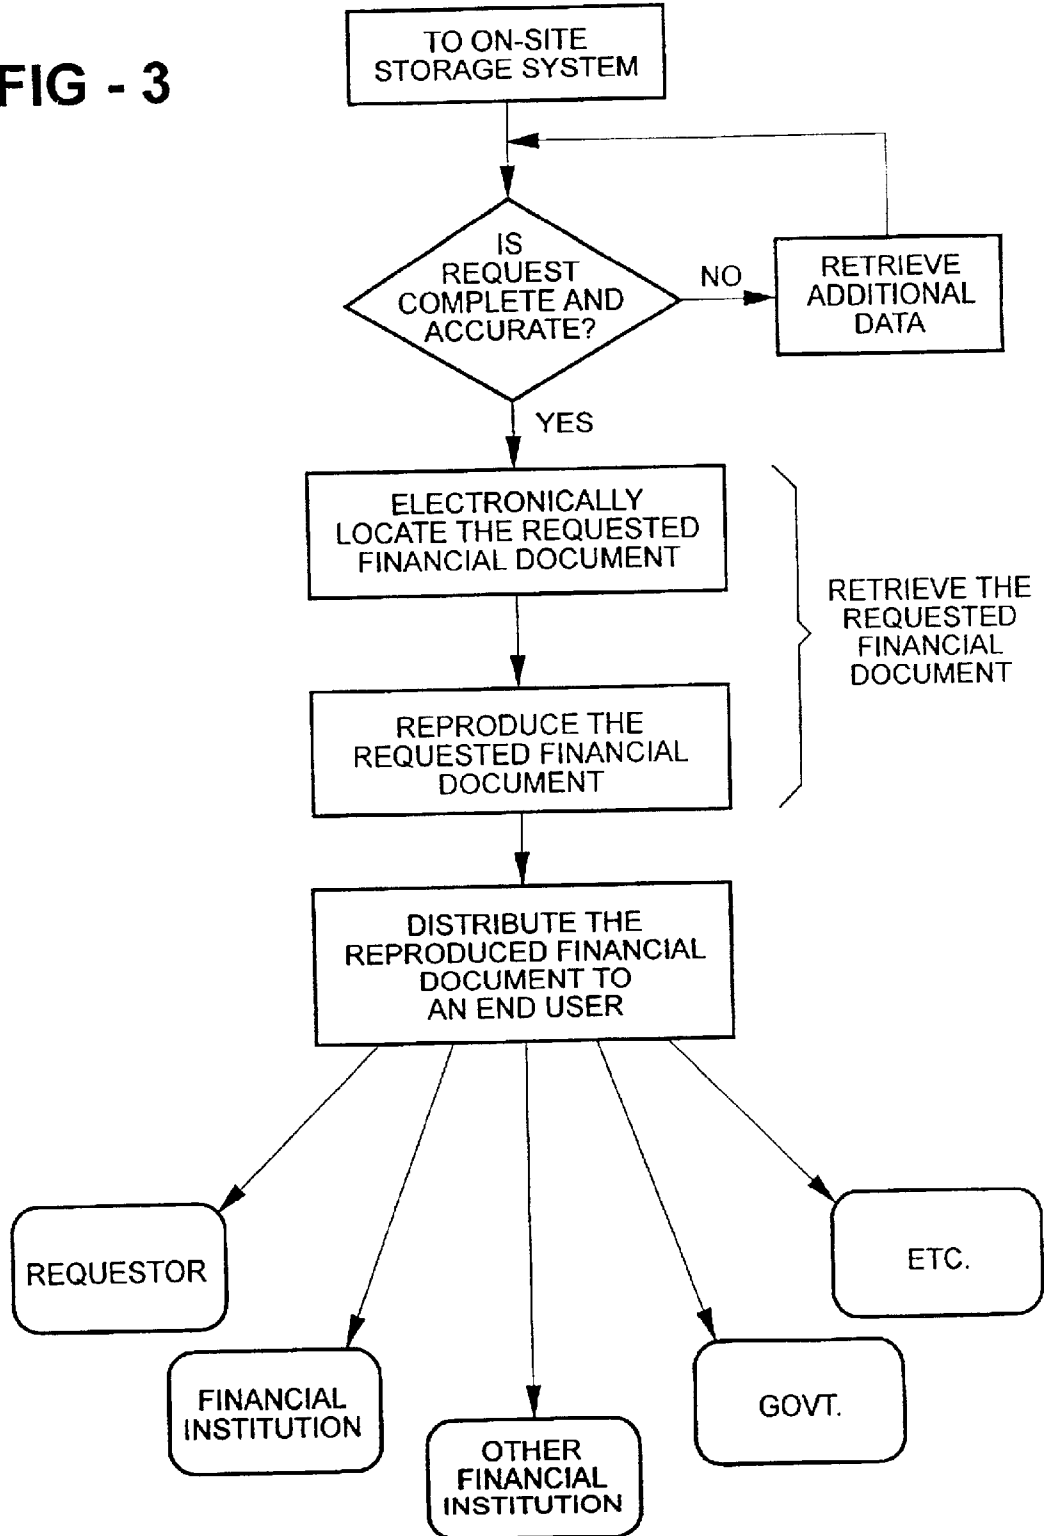 FIG - 3
TO ON-SITE
STORAGE SYSTEM
IS
REQUEST
COMPLETE AND
ACCURATE?
NO
RETRIEVE
ADDITIONAL
DATA
YES
ELECTRONICALLY
LOCATE THE REQUESTED
FINANCIAL DOCUMENT
RETRIEVE THE
REQUESTED
FINANCIAL
DOCUMENT
REPRODUCE THE
REQUESTED FINANCIAL
DOCUMENT
DISTRIBUTE THE
REPRODUCED FINANCIAL
DOCUMENT TO
AN END USER
REQUESTOR
FINANCIAL
INSTITUTION
OTHER
FINANCIAL
INSTITUTION
GOVT.
ETC.